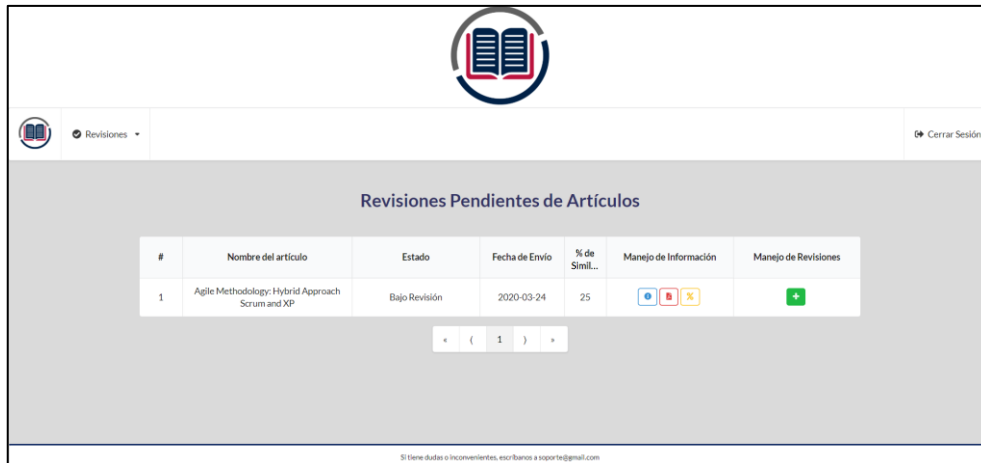 Revisiones
Cerrar Sesión
Revisiones Pendientes de Artículos
# Nombre del artículo Estado Fecha de Envío % de Simil... Manejo de Información Manejo de Revisiones
1 Agile Methodology: Hybrid Approach Scrum and XP Bajo Revisión 2020-03-24 25
« ⟨ 1 ⟩ »
Si tiene dudas o inconvenientes, escríbanos a soporte@gmail.com